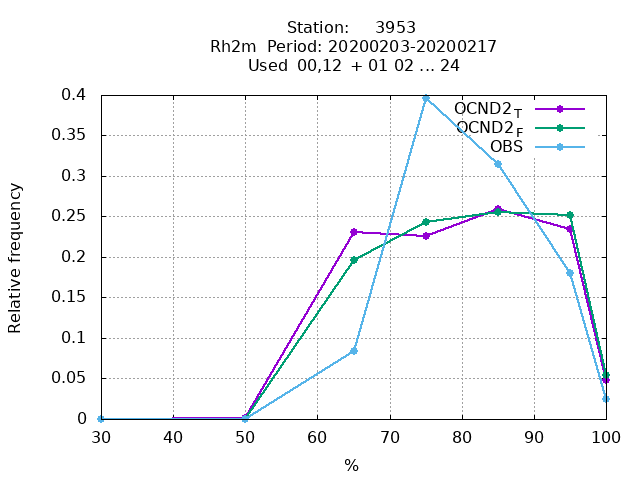 Station: 3953
Rh2m Period: 20200203-20200217
Used 00,12 + 01 02 ... 24
0.4
0.35
0.3
0.25
0.2
0.15
0.1
0.05
0
Relative frequency
OCND2_T
OCND2_F
OBS
30 40 50 60 70 80 90 100
%